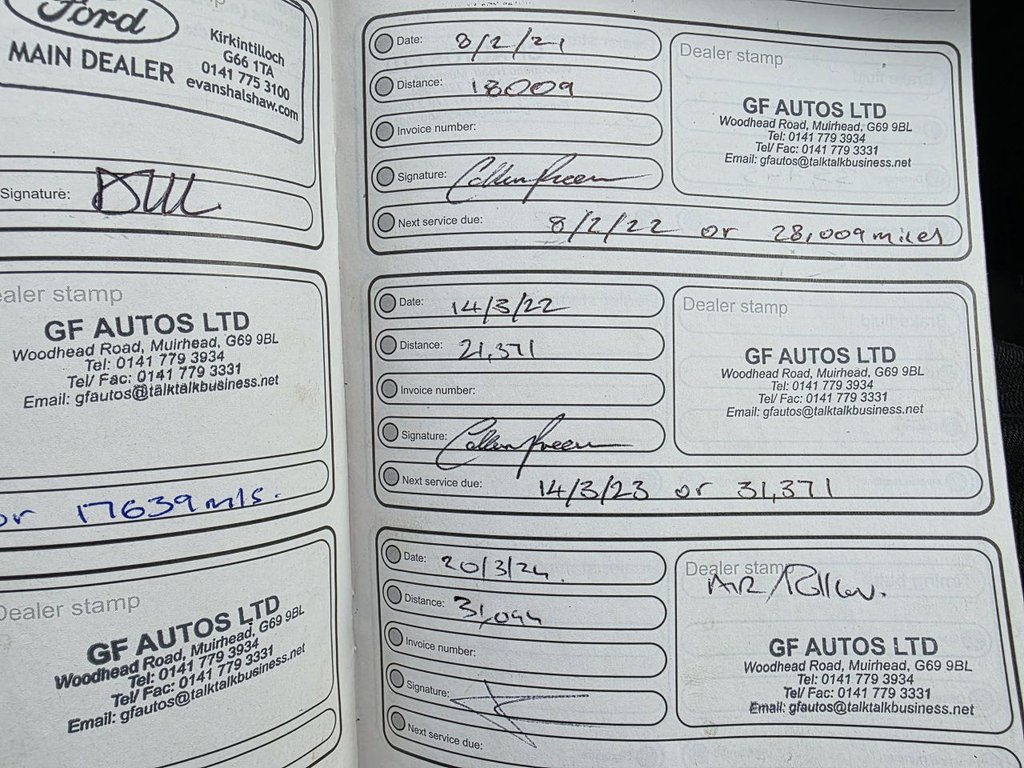 Ford
MAIN DEALER
Kirkintilloch
G66 1TA
0141 775 3100
evanshalshaw.com
Signature:
ealer stamp
GF AUTOS LTD
Woodhead Road, Muirhead, G69 9BL
Tel: 0141 779 3934
Tel/ Fac: 0141 779 3331
Email: gfautos@talktalkbusiness.net
or 17639 mls.
Dealer stamp
GF AUTOS LTD
Woodhead Road, Muirhead, G69 9BL
Tel: 0141 779 3934
Tel/ Fac: 0141 779 3331
Email: gfautos@talktalkbusiness.net
Date: 8/2/21
Distance: 18009
Invoice number:
Signature:
Next service due: 8/2/22 or 28,009 miles
Dealer stamp
GF AUTOS LTD
Woodhead Road, Muirhead, G69 9BL
Tel: 0141 779 3934
Tel/ Fac: 0141 779 3331
Email: gfautos@talktalkbusiness.net
Date: 14/3/22
Distance: 21,371
Invoice number:
Signature:
Next service due: 14/3/23 or 31,371
Dealer stamp
GF AUTOS LTD
Woodhead Road, Muirhead, G69 9BL
Tel: 0141 779 3934
Tel/ Fac: 0141 779 3331
Email: gfautos@talktalkbusiness.net
Date: 20/3/24.
Distance: 31,044
Invoice number:
Signature:
Next service due:
Dealer stamp
AIR/Pollen.
GF AUTOS LTD
Woodhead Road, Muirhead, G69 9BL
Tel: 0141 779 3934
Tel/ Fac: 0141 779 3331
Email: gfautos@talktalkbusiness.net